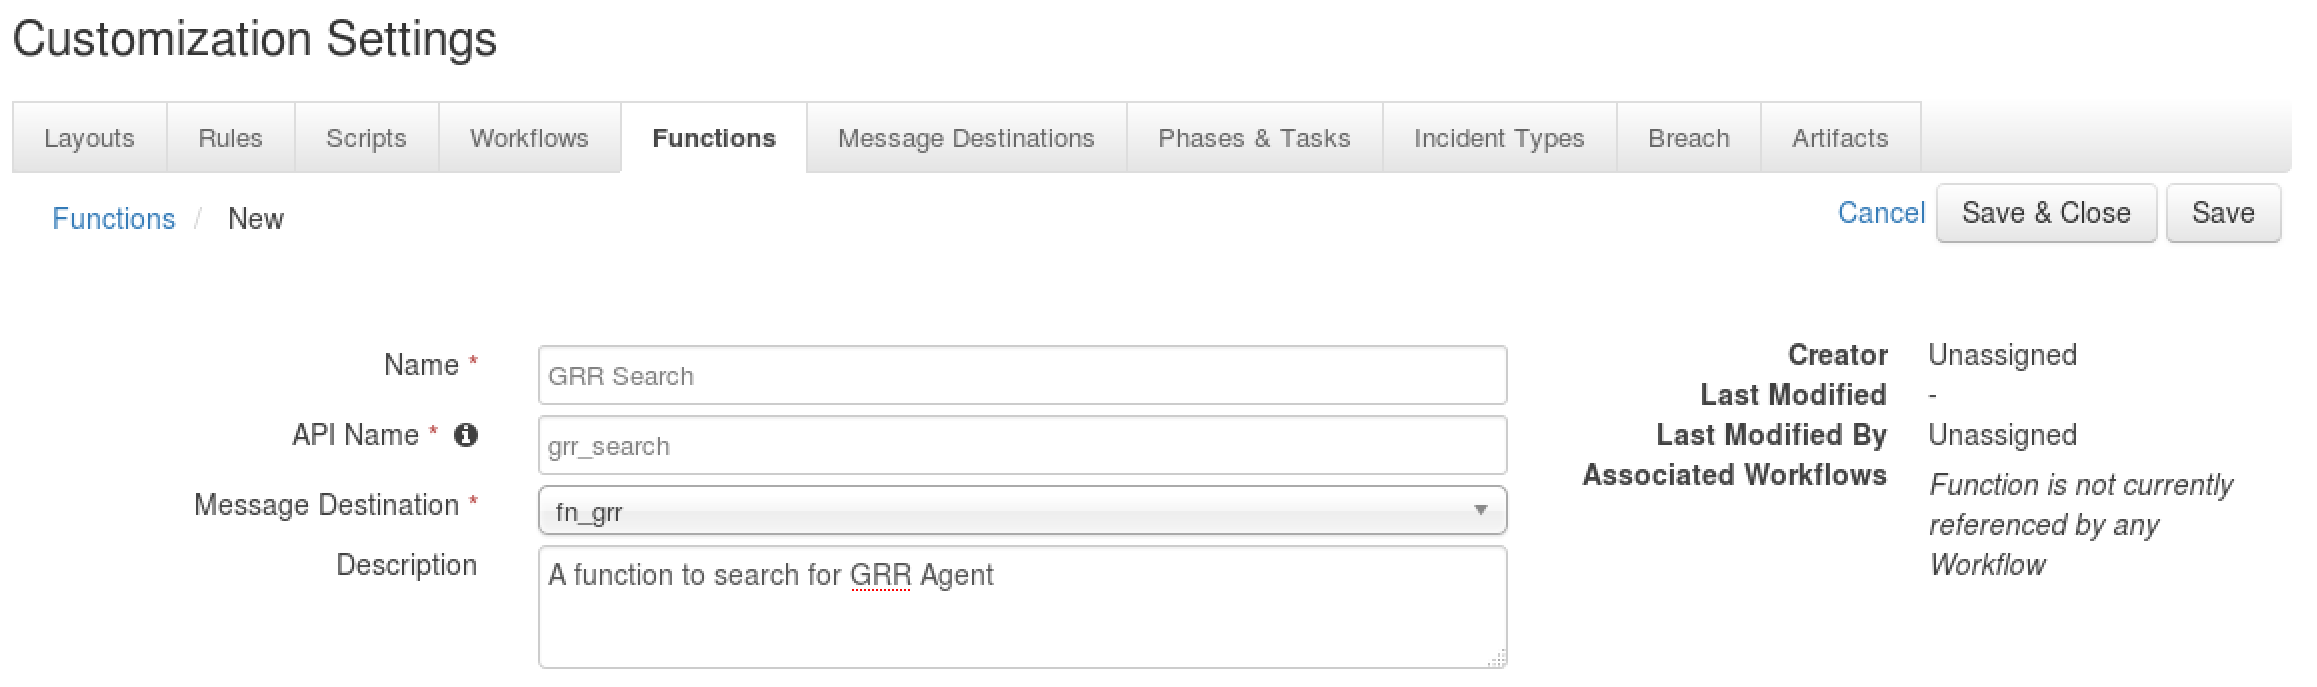 Customization Settings
Layouts Rules Scripts Workflows Functions Message Destinations Phases & Tasks Incident Types Breach Artifacts
Functions / New Cancel Save & Close Save
Name * GRR Search
API Name * grr_search
Message Destination * fn_grr
Description A function to search for GRR Agent
Creator Unassigned
Last Modified -
Last Modified By Unassigned
Associated Workflows Function is not currently
referenced by any
Workflow